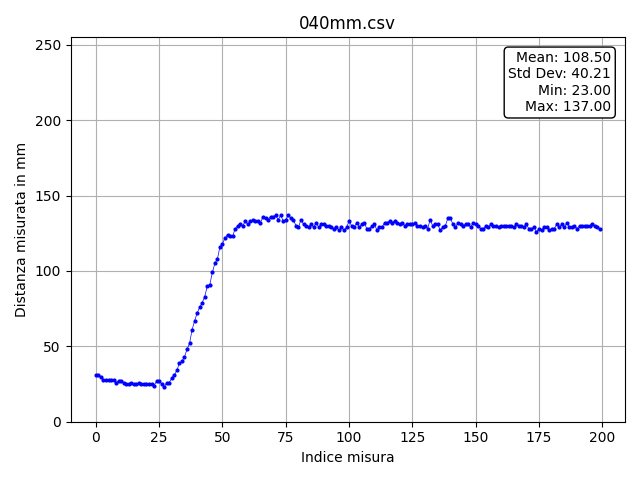 040mm.csv
Mean: 108.50
Std Dev: 40.21
Min: 23.00
Max: 137.00
Distanza misurata in mm
250
200
150
100
50
0
0 25 50 75 100 125 150 175 200
Indice misura